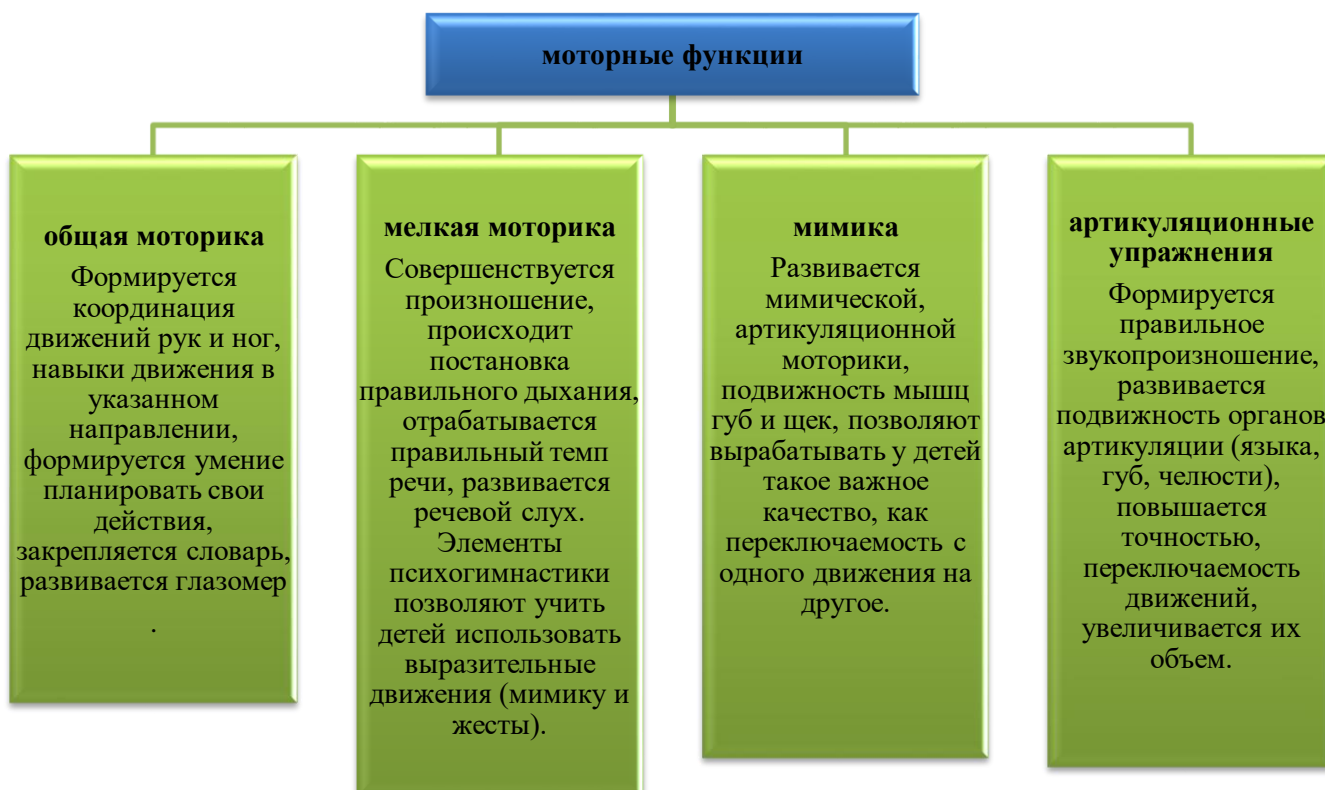 моторные функции
общая моторика
Формируется
координация
движений рук и ног,
навыки движения в
указанном
направлении,
формируется умение
планировать свои
действия,
закрепляется словарь,
развивается глазомер
.
мелкая моторика
Совершенствуется
произношение,
происходит
постановка
правильного дыхания,
отрабатывается
правильный темп
речи, развивается
речевой слух.
Элементы
психогимнастики
позволяют учить
детей использовать
выразительные
движения (мимику и
жесты).
мимика
Развивается
мимической,
артикуляционной
моторики,
подвижность мышц
губ и щек, позволяют
вырабатывать у детей
такое важное
качество, как
переключаемость с
одного движения на
другое.
артикуляционные
упражнения
Формируется
правильное
звукопроизношение,
развивается
подвижность органов
артикуляции (языка,
губ, челюсти),
повышается
точностью,
переключаемость
движений,
увеличивается их
объем.